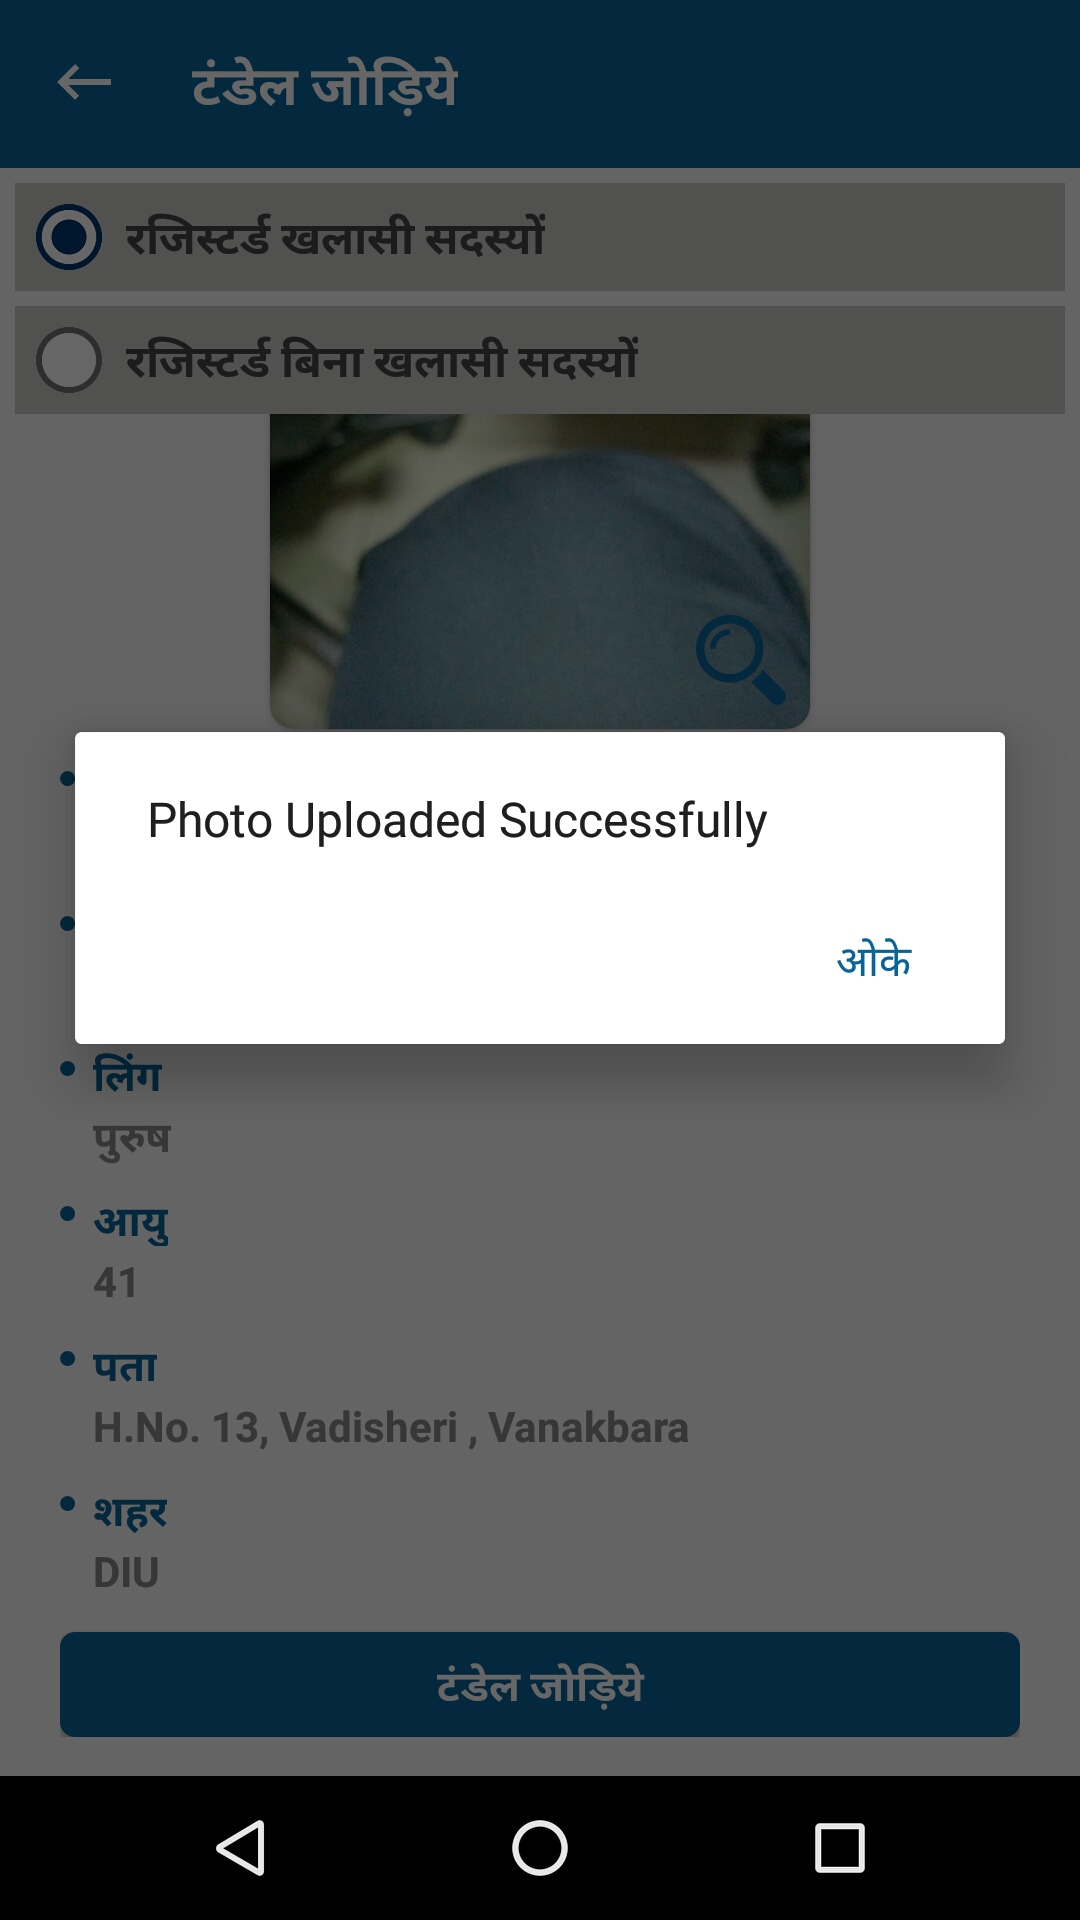 टंडेल जोड़िये
रजिस्टर्ड खलासी सदस्यों
रजिस्टर्ड बिना खलासी सदस्यों
Photo Uploaded Successfully
ओके
लिंग
पुरुष
आयु
41
पता
H.No. 13, Vadisheri , Vanakbara
शहर
DIU
टंडेल जोड़िये